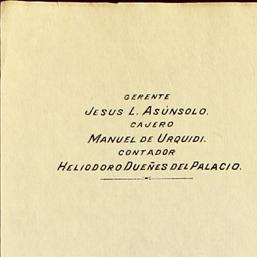 GERENTE
JESUS L. ASÚNSOLO.
CAJERO
MANUEL DE URQUIDI.
CONTADOR
HELIODORO DUEÑES DEL PALACIO.